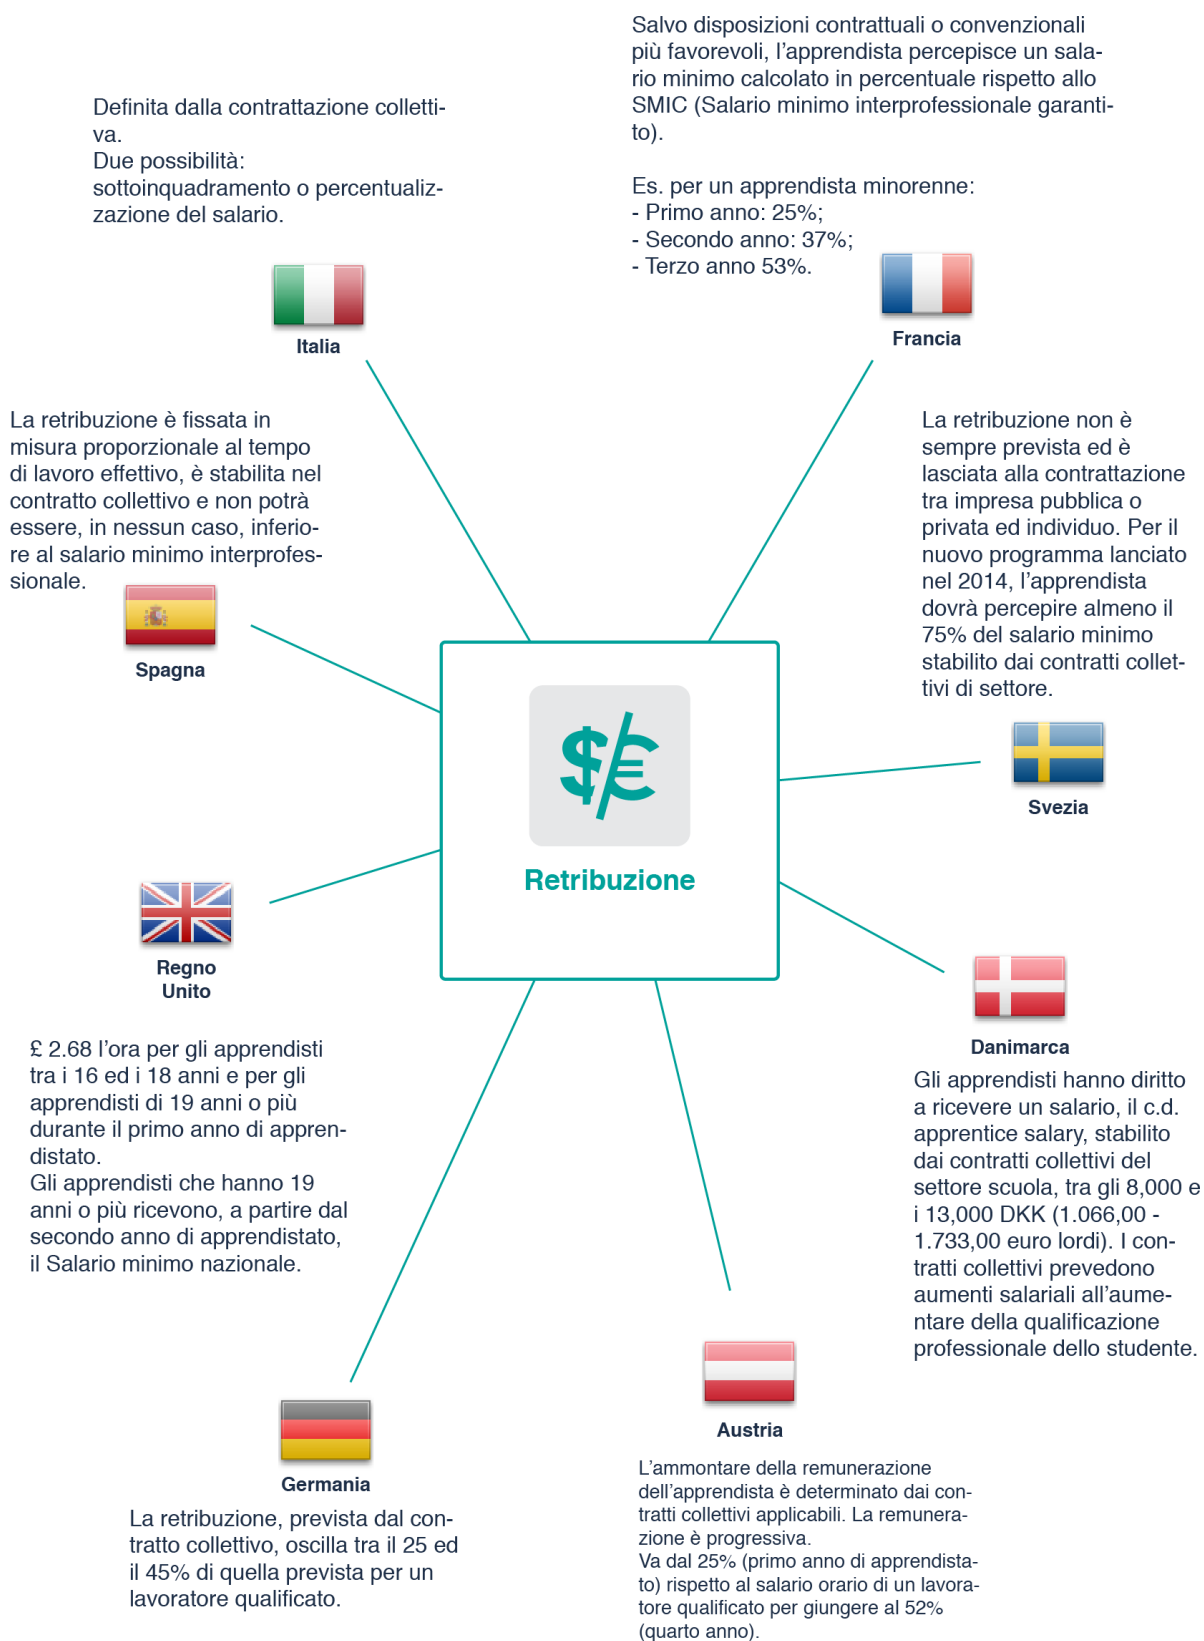 Salvo disposizioni contrattuali o convenzionali
più favorevoli, l’apprendista percepisce un sala-
rio minimo calcolato in percentuale rispetto allo
SMIC (Salario minimo interprofessionale garanti-
to).
Es. per un apprendista minorenne:
- Primo anno: 25%;
- Secondo anno: 37%;
- Terzo anno 53%.
Francia
Definita dalla contrattazione colletti-
va.
Due possibilità:
sottoinquadramento o percentualiz-
zazione del salario.
Italia
La retribuzione è fissata in
misura proporzionale al tempo
di lavoro effettivo, è stabilita nel
contratto collettivo e non potrà
essere, in nessun caso, inferio-
re al salario minimo interprofes-
sionale.
Spagna
La retribuzione non è
sempre prevista ed è
lasciata alla contrattazione
tra impresa pubblica o
privata ed individuo. Per il
nuovo programma lanciato
nel 2014, l’apprendista
dovrà percepire almeno il
75% del salario minimo
stabilito dai contratti collet-
tivi di settore.
Svezia
$/€
Retribuzione
Regno
Unito
£ 2.68 l’ora per gli apprendisti
tra i 16 ed i 18 anni e per gli
apprendisti di 19 anni o più
durante il primo anno di appren-
distato.
Gli apprendisti che hanno 19
anni o più ricevono, a partire dal
secondo anno di apprendistato,
il Salario minimo nazionale.
Danimarca
Gli apprendisti hanno diritto
a ricevere un salario, il c.d.
apprentice salary, stabilito
dai contratti collettivi del
settore scuola, tra gli 8,000 e
i 13,000 DKK (1.066,00 -
1.733,00 euro lordi). I con-
tratti collettivi prevedono
aumenti salariali all’aume-
ntare della qualificazione
professionale dello studente.
Germania
La retribuzione, prevista dal con-
tratto collettivo, oscilla tra il 25 ed
il 45% di quella prevista per un
lavoratore qualificato.
Austria
L’ammontare della remunerazione
dell’apprendista è determinato dai con-
tratti collettivi applicabili. La remunera-
zione è progressiva.
Va dal 25% (primo anno di apprendista-
to) rispetto al salario orario di un lavora-
tore qualificato per giungere al 52%
(quarto anno).